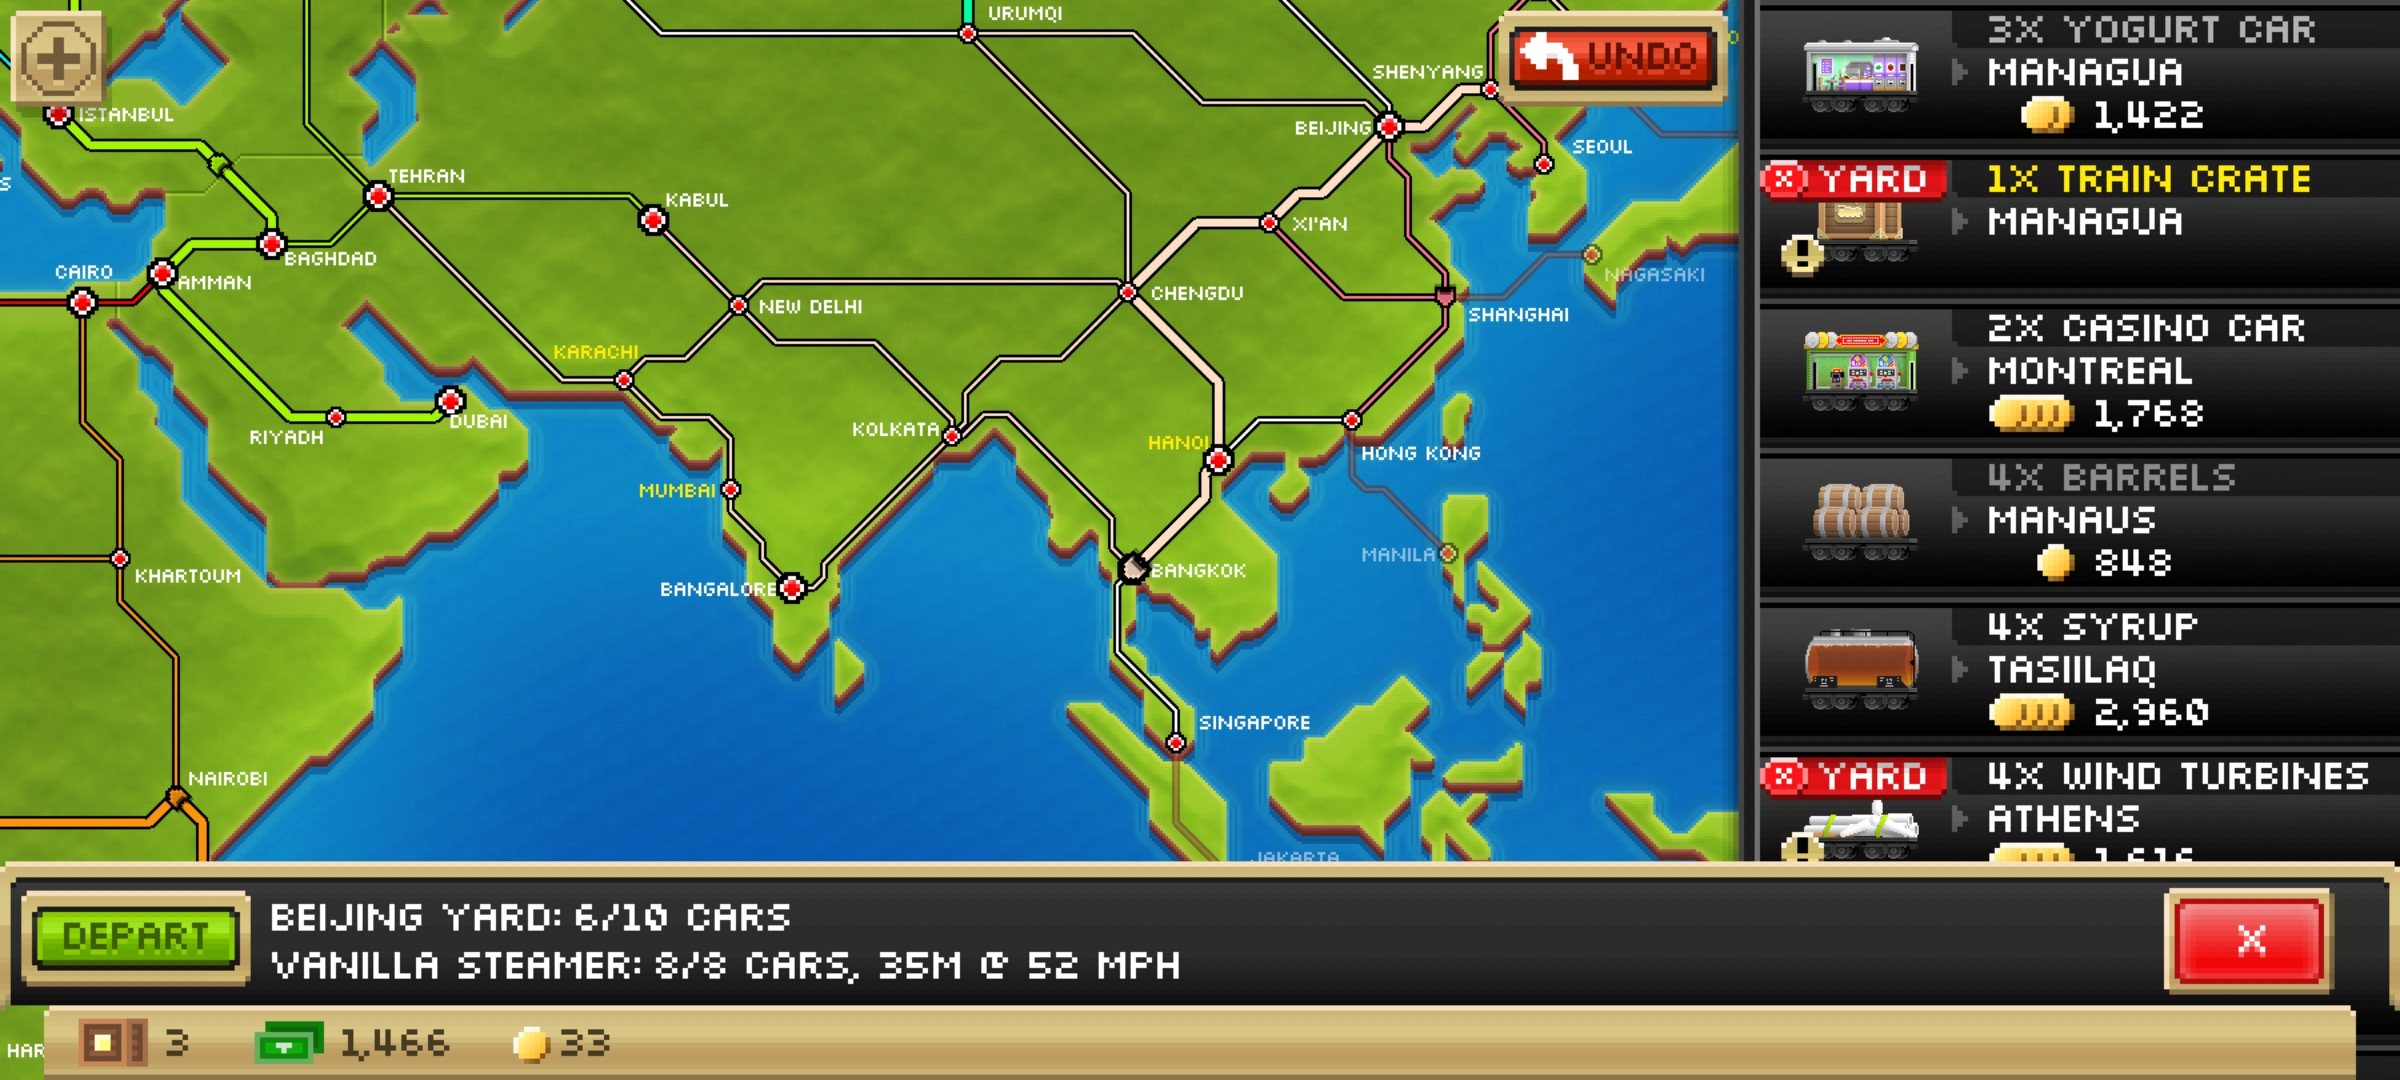 URUMQI
UNDO
SHENYANG
BEIJING
SEOUL
ISTANBUL
TEHRAN
KABUL
XI'AN
BAGHDAD
CAIRO
AMMAN
NAGASAKI
NEW DELHI
CHENGDU
SHANGHAI
KARACHI
DUBAI
RIYADH
KOLKATA
HANOI
HONG KONG
MUMBAI
MANILA
KHARTOUM
BANGALORE
BANGKOK
SINGAPORE
NAIROBI
JAKARTA
3X YOGURT CAR
MANAGUA
1,422
YARD
1X TRAIN CRATE
MANAGUA
2X CASINO CAR
MONTREAL
1,768
4X BARRELS
MANAUS
848
4X SYRUP
TASIILAQ
2,960
YARD
4X WIND TURBINES
ATHENS
1,616
DEPART
BEIJING YARD: 6/10 CARS
VANILLA STEAMER: 8/8 CARS, 35M @ 52 MPH
X
HAR
3
1,466
33